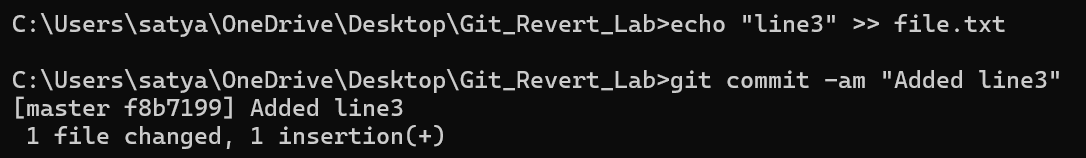 C:\Users\satya\OneDrive\Desktop\Git_Revert_Lab>echo "line3" >> file.txt
C:\Users\satya\OneDrive\Desktop\Git_Revert_Lab>git commit -am "Added line3"
[master f8b7199] Added line3
 1 file changed, 1 insertion(+)